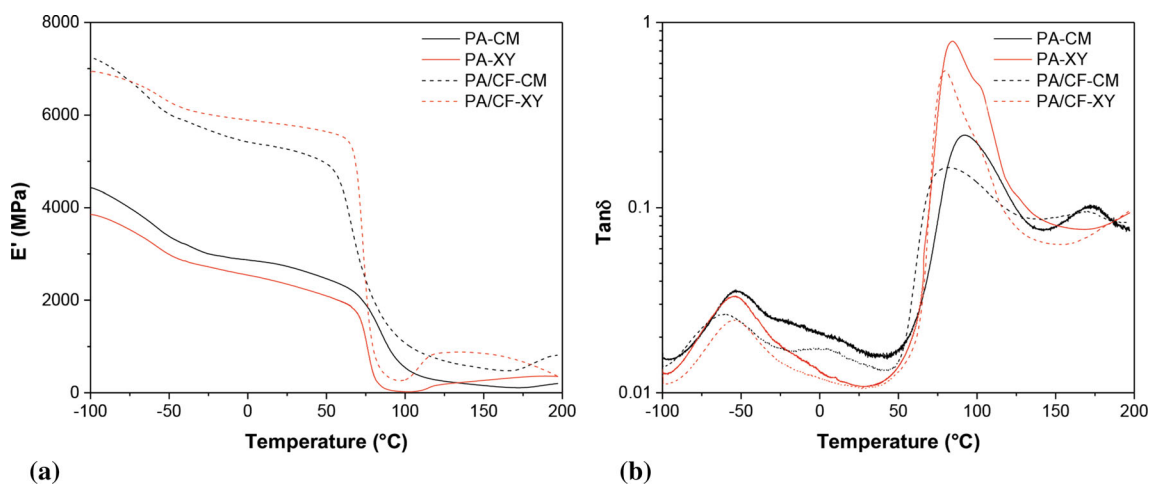 8000
6000
4000
2000
0
E' (MPa)
-100 -50 0 50 100 150 200
Temperature (°C)
PA-CM
PA-XY
PA/CF-CM
PA/CF-XY
(a)
1
0.1
0.01
Tanδ
-100 -50 0 50 100 150 200
Temperature (°C)
PA-CM
PA-XY
PA/CF-CM
PA/CF-XY
(b)